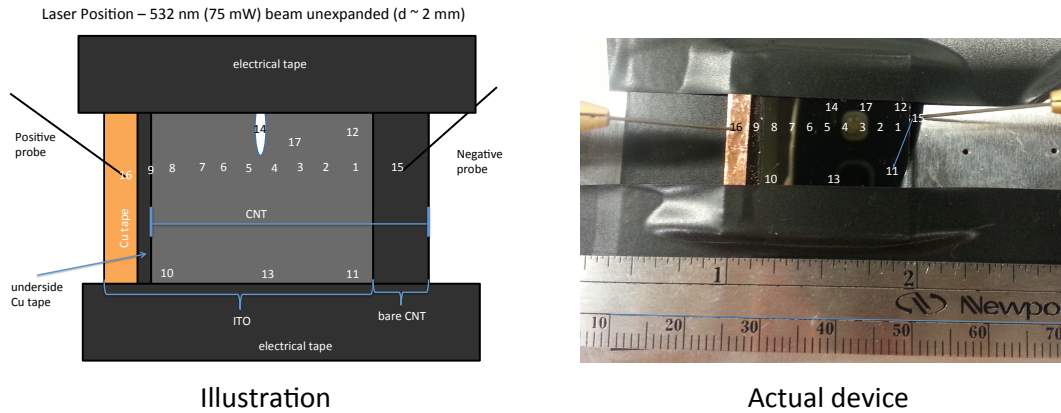 Laser Position – 532 nm (75 mW) beam unexpanded (d ~ 2 mm)
electrical tape
Positive
probe
Negative
probe
14
17
12
16
9
8
7
6
5
4
3
2
1
15
Cu tape
CNT
10
13
11
underside
Cu tape
ITO
bare CNT
electrical tape
Illustration
14
17
12
15
16
9
8
7
6
5
4
3
2
1
11
10
13
1
2
Newpo
10
20
30
40
50
60
70
Actual device